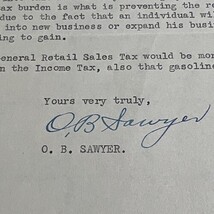 ax burden is what is preventing the re
due to the fact that an individual wil
into new business or expand his busi
ing to gain.
General Retail Sales Tax would be mor
n the Income Tax, also that gasoline
Yours very truly,
O. B Sawyer
O. B. SAWYER.